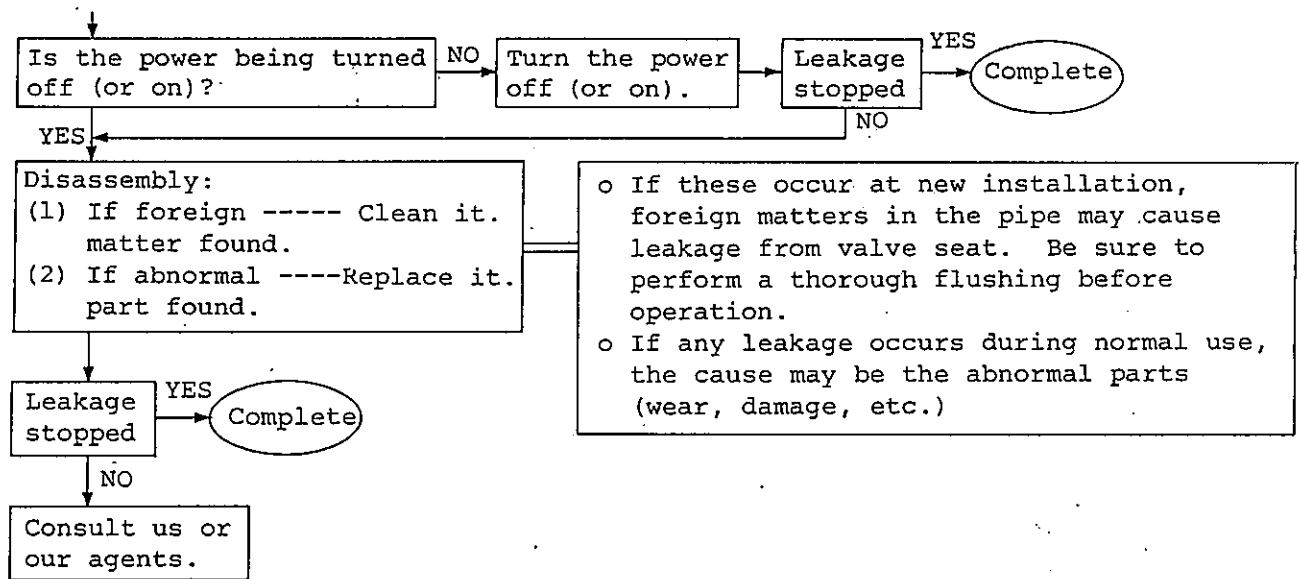 Is the power being turned
off (or on)?
NO
Turn the power
off (or on).
Leakage
stopped
YES
Complete
NO
YES
Disassembly:
(1) If foreign ----- Clean it.
matter found.
(2) If abnormal ----Replace it.
part found.
o If these occur at new installation,
foreign matters in the pipe may cause
leakage from valve seat. Be sure to
perform a thorough flushing before
operation.
o If any leakage occurs during normal use,
the cause may be the abnormal parts
(wear, damage, etc.)
Leakage
stopped
YES
Complete
NO
Consult us or
our agents.